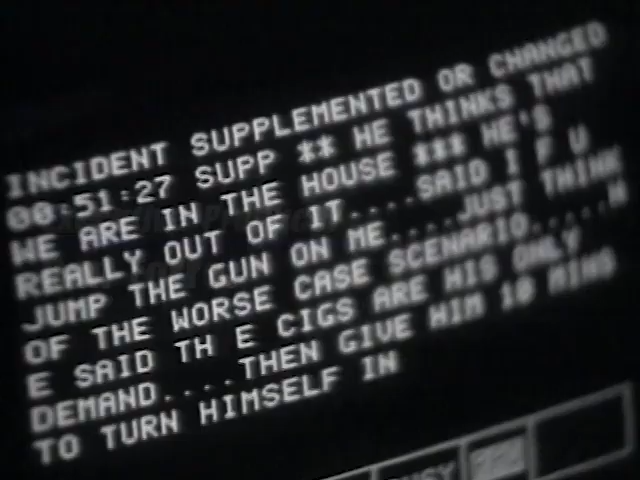 INCIDENT SUPPLEMENTED OR CHANGED
00:51:27 SUPP ** HE THINKS THAT
WE ARE IN THE HOUSE *** HE'S
REALLY OUT OF IT....SAID I F U
JUMP THE GUN ON ME....JUST THINK
OF THE WORSE CASE SCENARIO.....H
E SAID TH E CIGS ARE HIS ONLY
DEMAND....THEN GIVE HIM 10 MINS
TO TURN HIMSELF IN